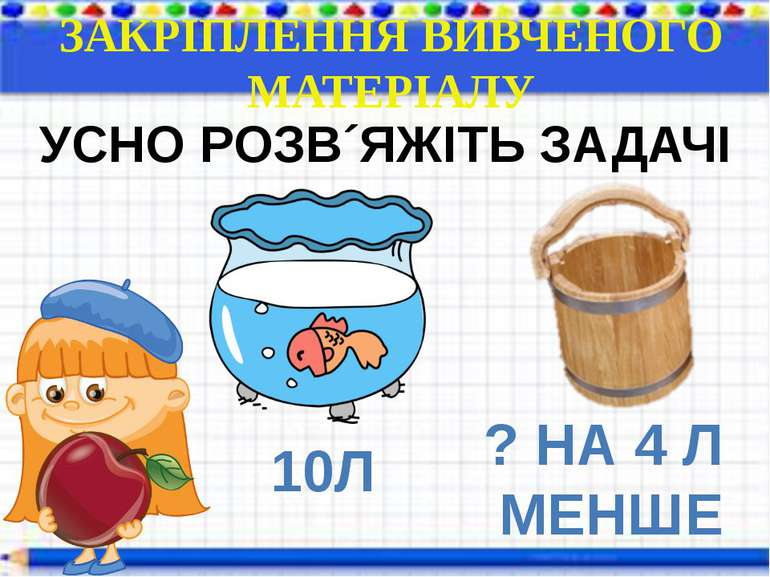 ЗАКРІПЛЕННЯ ВИВЧЕНОГО
МАТЕРІАЛУ
УСНО РОЗВ´ЯЖІТЬ ЗАДАЧІ
10Л
? НА 4 Л
МЕНШЕ